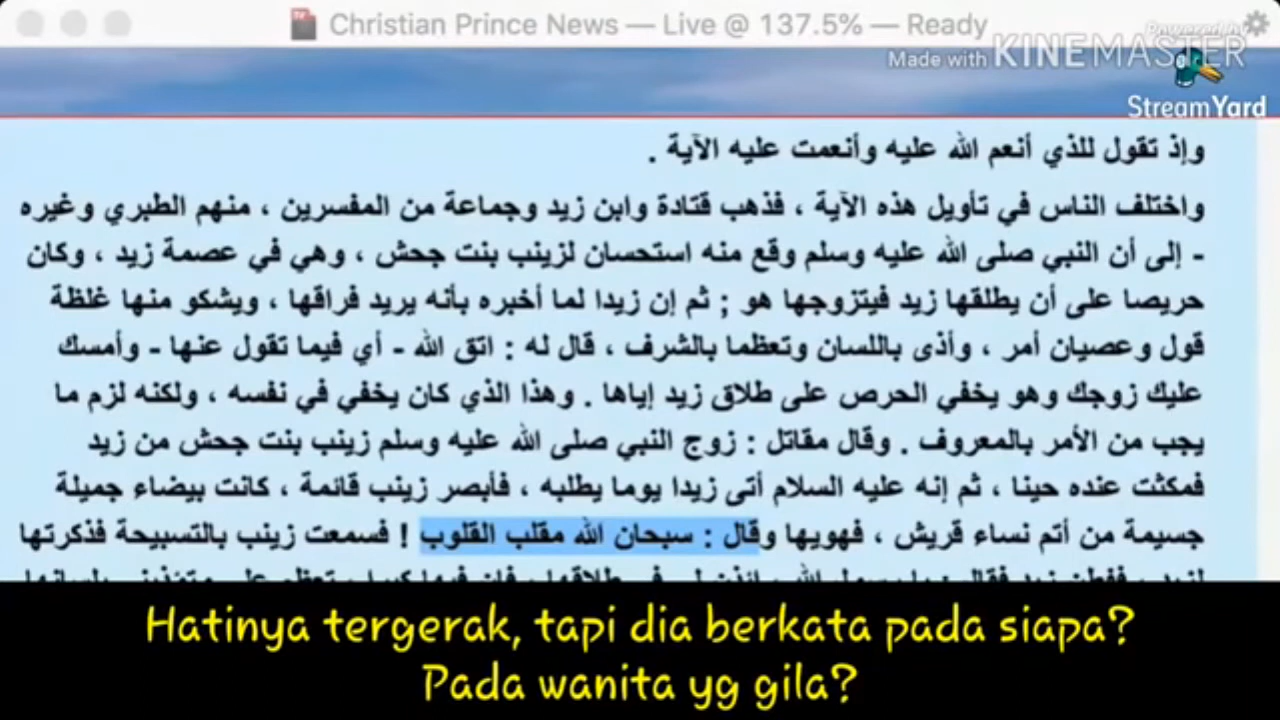 Christian Prince News — Live @ 137.5% — Ready
Powered by
Made with KINEMASTER
StreamYard
وإذ تقول للذي أنعم الله عليه وأنعمت عليه الآية .
واختلف الناس في تأويل هذه الآية ، فذهب قتادة وابن زيد وجماعة من المفسرين ، منهم الطبري وغيره
- إلى أن النبي صلى الله عليه وسلم وقع منه استحسان لزينب بنت جحش ، وهي في عصمة زيد ، وكان
حريصا على أن يطلقها زيد فيتزوجها هو ; ثم إن زيدا لما أخبره بأنه يريد فراقها ، ويشكو منها غلظة
قول وعصيان أمر ، وأذى باللسان وتعظما بالشرف ، قال له : اتق الله - أي فيما تقول عنها - وأمسك
عليك زوجك وهو يخفي الحرص على طلاق زيد إياها . وهذا الذي كان يخفي في نفسه ، ولكنه لزم ما
يجب من الأمر بالمعروف . وقال مقاتل : زوج النبي صلى الله عليه وسلم زينب بنت جحش من زيد
فمكثت عنده حينا ، ثم إنه عليه السلام أتى زيدا يوما يطلبه ، فأبصر زينب قائمة ، كانت بيضاء جميلة
جسيمة من أتم نساء قريش ، فهويها وقال : سبحان الله مقلب القلوب ! فسمعت زينب بالتسبيحة فذكرتها
Hatinya tergerak, tapi dia berkata pada siapa?
Pada wanita yg gila?